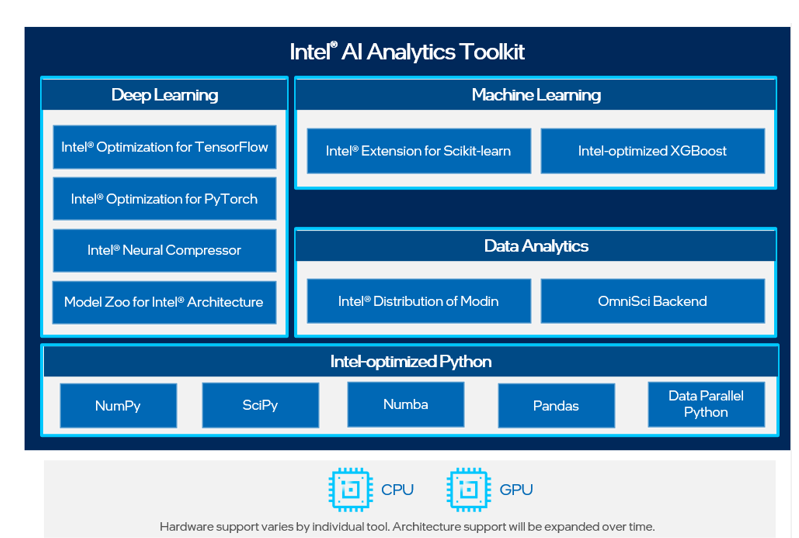 Intel® AI Analytics Toolkit
Deep Learning
Intel® Optimization for TensorFlow
Intel® Optimization for PyTorch
Intel® Neural Compressor
Model Zoo for Intel® Architecture
Machine Learning
Intel® Extension for Scikit-learn
Intel-optimized XGBoost
Data Analytics
Intel® Distribution of Modin
OmniSci Backend
Intel-optimized Python
NumPy
SciPy
Numba
Pandas
Data Parallel
Python
CPU
GPU
Hardware support varies by individual tool. Architecture support will be expanded over time.